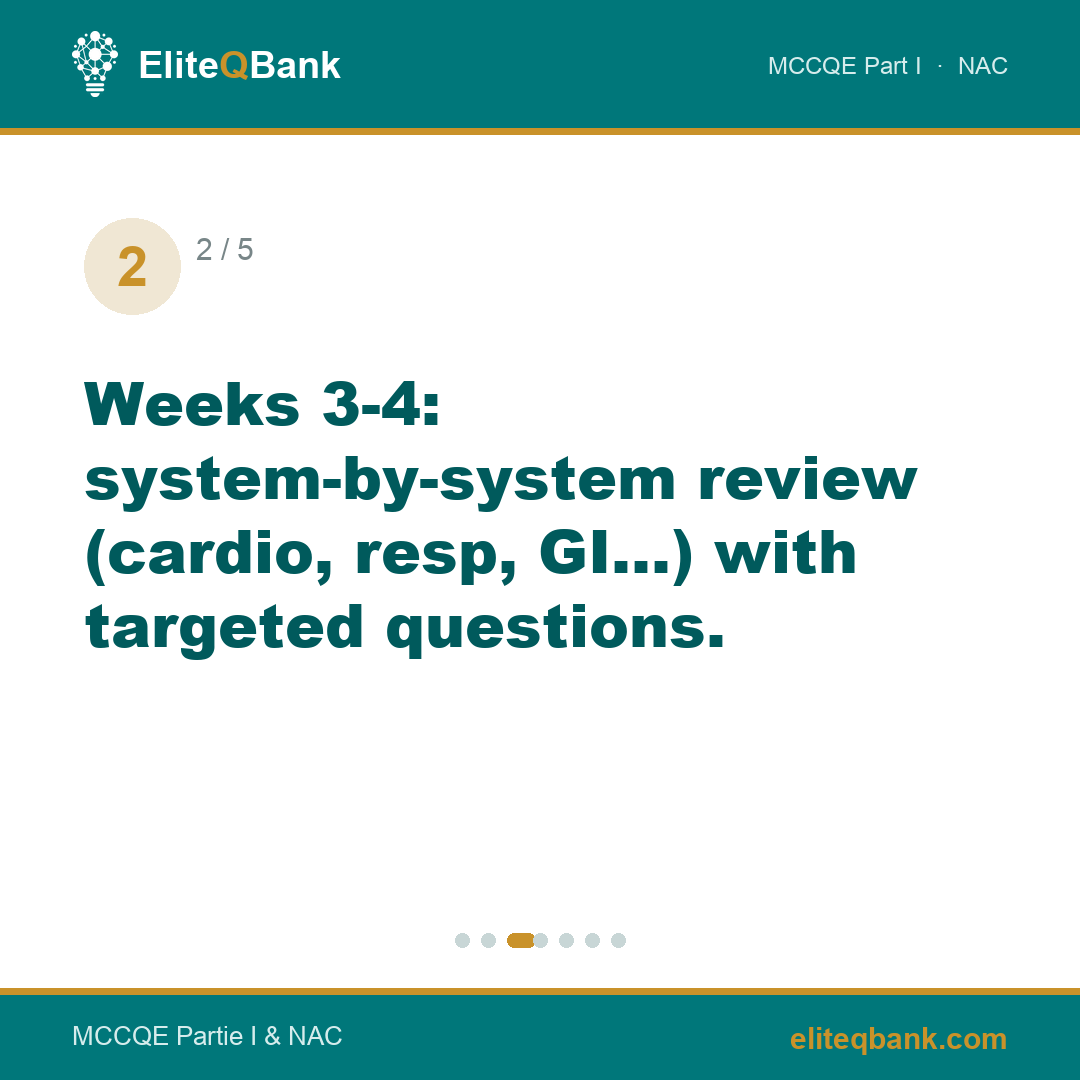 EliteQBank
MCCQE Part I · NAC
2
2 / 5
Weeks 3-4:
system-by-system review
(cardio, resp, GI...) with
targeted questions.
MCCQE Partie I & NAC
eliteqbank.com